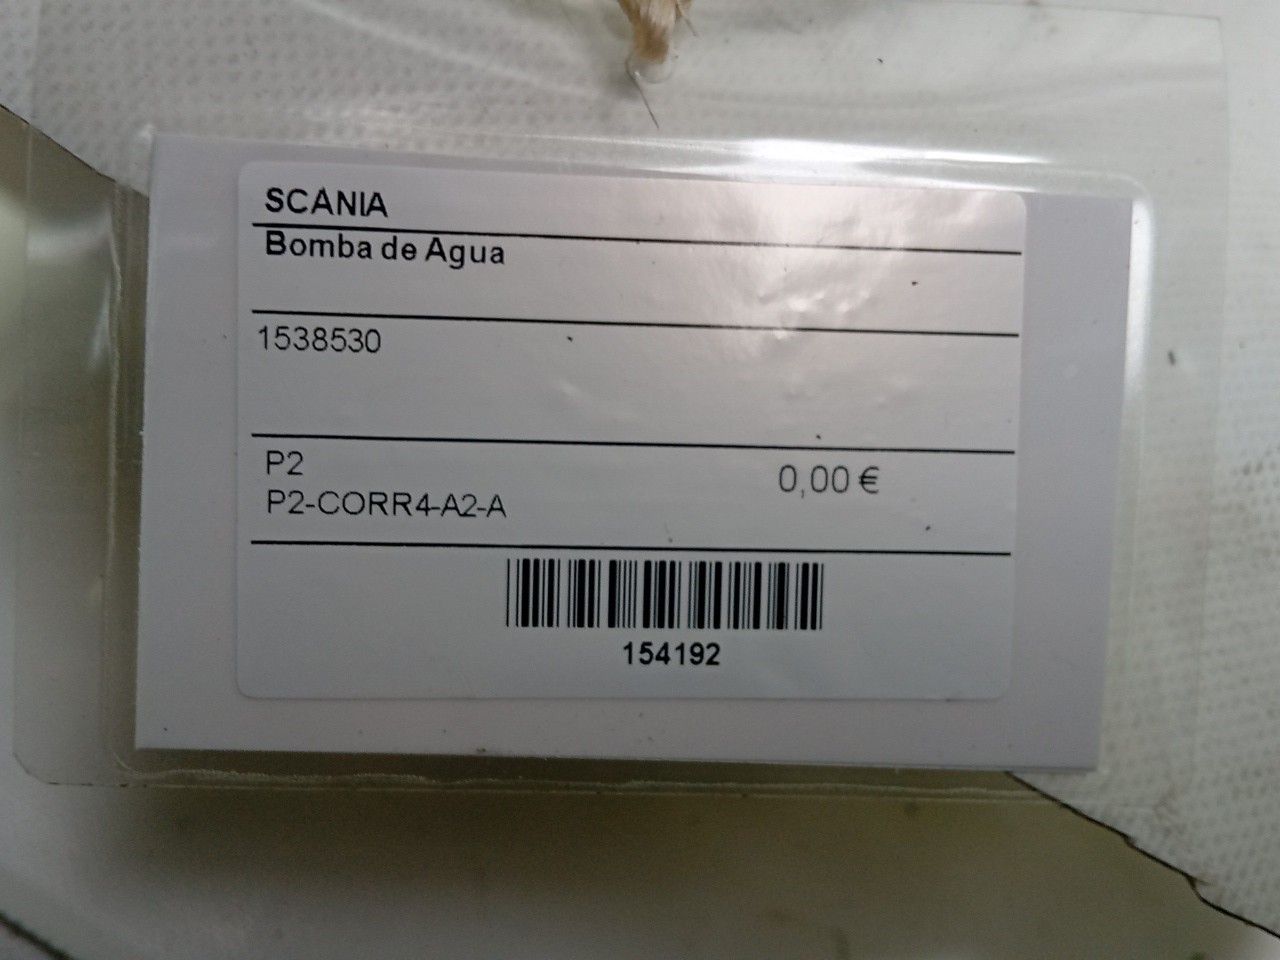 SCANIA
Bomba de Agua
1538530
P2
0,00 €
P2-CORR4-A2-A
154192